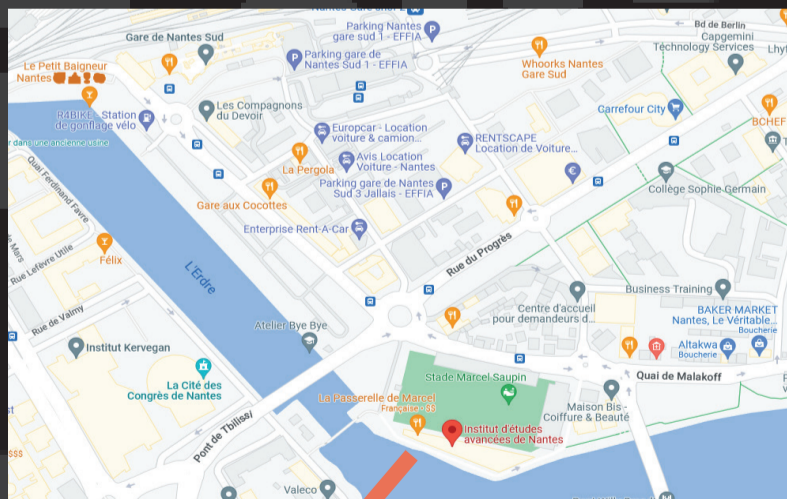 Parking Nantes
gare sud 1 - EFFIA
Bd de Berlin
Gare de Nantes Sud
Capgemini
Technology Services
Parking gare de
Nantes Sud 1 - EFFIA
Whoorks Nantes
Gare Sud
Le Petit Baigneur
Nantes
R4BIKE - Station
de gonflage vélo
Les Compagnons
du Devoir
Carrefour City
BCHEF
r dans une ancienne usine
Europcar - Location
voiture & camion...
RENTSCAPE
Location de Voiture...
La Pergola
Avis Location
Voiture - Nantes
Parking gare de Nantes
Sud 3 Jallais - EFFIA
Collège Sophie Germain
Quai Ferdinand Favre
Gare aux Cocottes
Enterprise Rent-A-Car
Rue du Progrès
de Mars
Rue Lefèvre Utile
Félix
L'Erdre
Business Training
Centre d'accueil
pour demandeurs d...
BAKER MARKET
Nantes, Le Véritable...
Boucherie
Rue de Valmy
Atelier Bye Bye
Altakwa
Boucherie
Institut Kervegan
La Cité des
Congrès de Nantes
Stade Marcel Saupin
Quai de Malakoff
La Passerelle de Marcel
Française - $$
Maison Bis -
Coiffure & Beauté
Pont de Tbilissi
Institut d'études
avancées de Nantes
$$$
Valeco